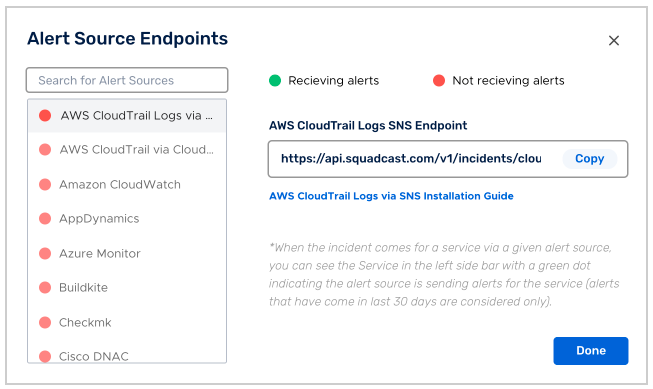 Alert Source Endpoints
Search for Alert Sources
AWS CloudTrail Logs via ...
AWS CloudTrail via Cloud...
Amazon CloudWatch
AppDynamics
Azure Monitor
Buildkite
Checkmk
Cisco DNAC
Recieving alerts
Not recieving alerts
AWS CloudTrail Logs SNS Endpoint
https://api.squadcast.com/v1/incidents/clou
Copy
AWS CloudTrail Logs via SNS Installation Guide
*When the incident comes for a service via a given alert source,
you can see the Service in the left side bar with a green dot
indicating the alert source is sending alerts for the service (alerts
that have come in last 30 days are considered only).
Done